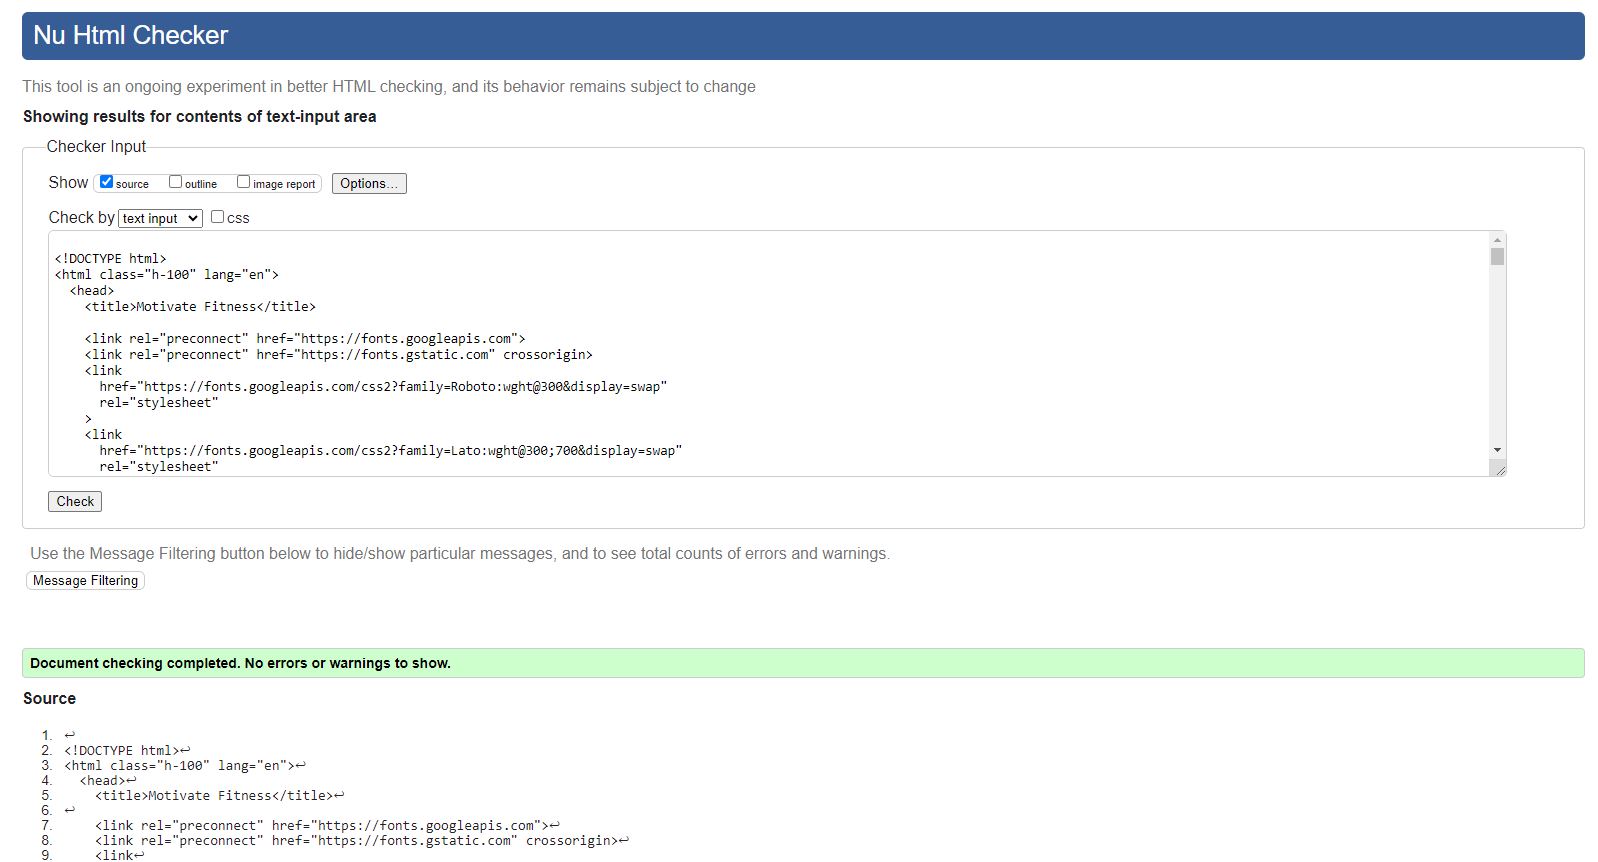 Nu Html Checker
This tool is an ongoing experiment in better HTML checking, and its behavior remains subject to change
Showing results for contents of text-input area
Checker Input
Show source outline image report Options...
Check by text input css
<!DOCTYPE html>
<html class="h-100" lang="en">
<head>
<title>Motivate Fitness</title>
<link rel="preconnect" href="https://fonts.googleapis.com">
<link rel="preconnect" href="https://fonts.gstatic.com" crossorigin>
<link
href="https://fonts.googleapis.com/css2?family=Roboto:wght@300&display=swap"
rel="stylesheet"
>
<link
href="https://fonts.googleapis.com/css2?family=Lato:wght@300;700&display=swap"
rel="stylesheet"
Check
Use the Message Filtering button below to hide/show particular messages, and to see total counts of errors and warnings.
Message Filtering
Document checking completed. No errors or warnings to show.
Source
1. ↩
2. <!DOCTYPE html>↩
3. <html class="h-100" lang="en">↩
4. <head>↩
5. <title>Motivate Fitness</title>↩
6. ↩
7. <link rel="preconnect" href="https://fonts.googleapis.com">↩
8. <link rel="preconnect" href="https://fonts.gstatic.com" crossorigin>↩
9. <link↩